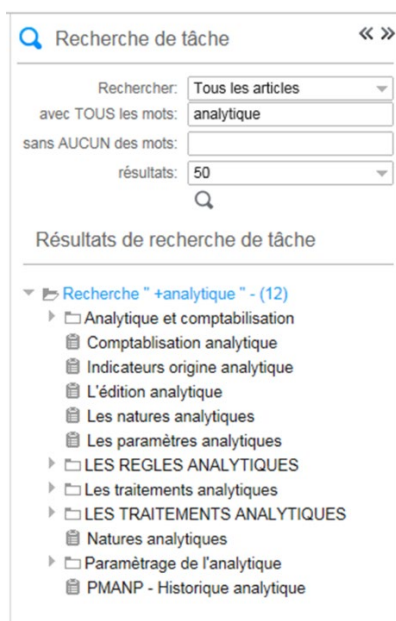 Recherche de tâche
Rechercher: Tous les articles
avec TOUS les mots: analytique
sans AUCUN des mots:
résultats: 50
Résultats de recherche de tâche
Recherche " +analytique " - (12)
Analytique et comptabilisation
Comptablisation analytique
Indicateurs origine analytique
L'édition analytique
Les natures analytiques
Les paramètres analytiques
LES REGLES ANALYTIQUES
Les traitements analytiques
LES TRAITEMENTS ANALYTIQUES
Natures analytiques
Paramètrage de l'analytique
PMANP - Historique analytique